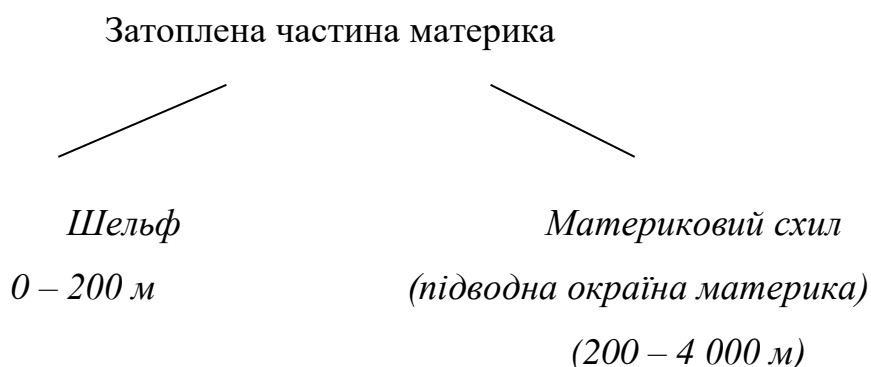 Затоплена частина материка
Шельф
0 – 200 м
Материковий схил
(підводна окраїна материка)
(200 – 4 000 м)